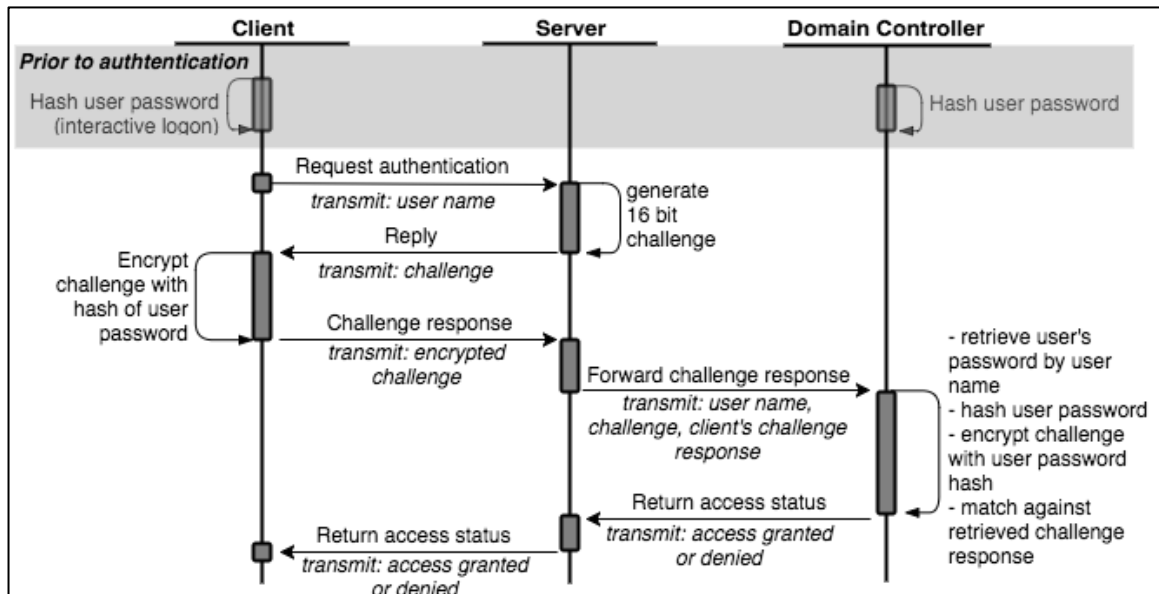 Client
Server
Domain Controller
Prior to authtentication
Hash user password
(interactive logon)
Hash user password
Request authentication
transmit: user name
generate
16 bit
challenge
Reply
transmit: challenge
Encrypt
challenge with
hash of user
password
Challenge response
transmit: encrypted
challenge
Forward challenge response
transmit: user name,
challenge, client's challenge
response
- retrieve user's
password by user
name
- hash user password
- encrypt challenge
with user password
hash
- match against
retrieved challenge
response
Return access status
transmit: access granted
or denied
Return access status
transmit: access granted
or denied